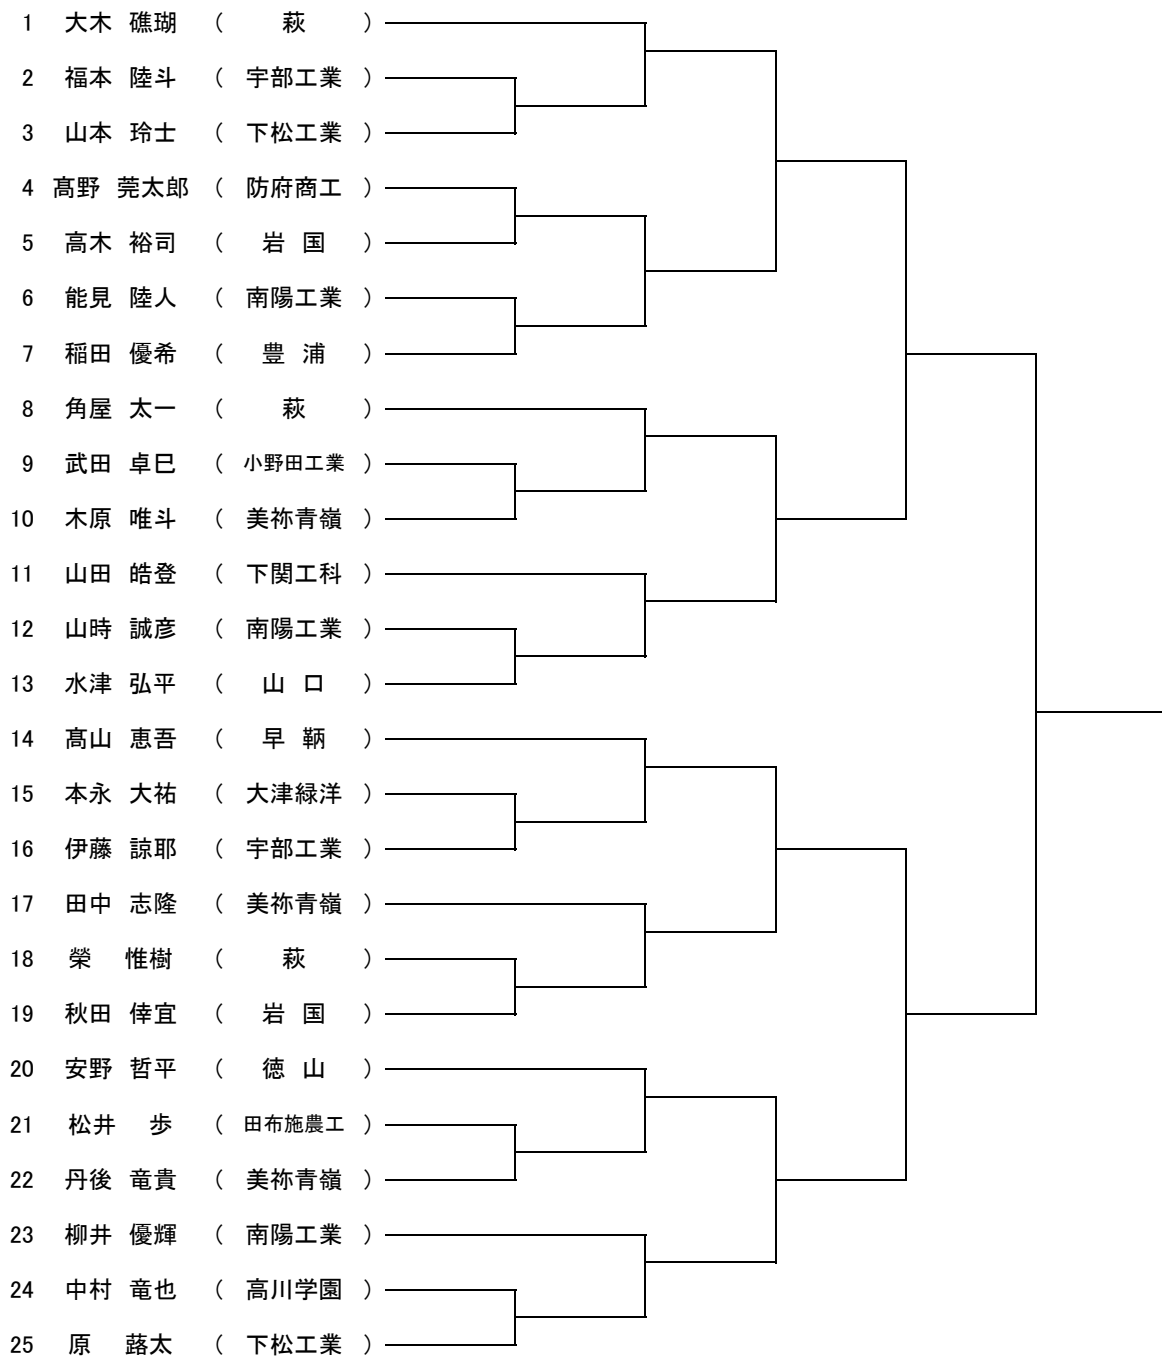 1 大木 礁瑚 ( 萩 )
2 福本 陸斗 ( 宇部工業 )
3 山本 玲士 ( 下松工業 )
4 髙野 莞太郎 ( 防府商工 )
5 高木 裕司 ( 岩 国 )
6 能見 陸人 ( 南陽工業 )
7 稲田 優希 ( 豊 浦 )
8 角屋 太一 ( 萩 )
9 武田 卓巳 ( 小野田工業 )
10 木原 唯斗 ( 美祢青嶺 )
11 山田 皓登 ( 下関工科 )
12 山時 誠彦 ( 南陽工業 )
13 水津 弘平 ( 山 口 )
14 髙山 恵吾 ( 早 鞆 )
15 本永 大祐 ( 大津緑洋 )
16 伊藤 諒耶 ( 宇部工業 )
17 田中 志隆 ( 美祢青嶺 )
18 榮 惟樹 ( 萩 )
19 秋田 倖宜 ( 岩 国 )
20 安野 哲平 ( 徳 山 )
21 松井 歩 ( 田布施農工 )
22 丹後 竜貴 ( 美祢青嶺 )
23 柳井 優輝 ( 南陽工業 )
24 中村 竜也 ( 高川学園 )
25 原 蕗太 ( 下松工業 )